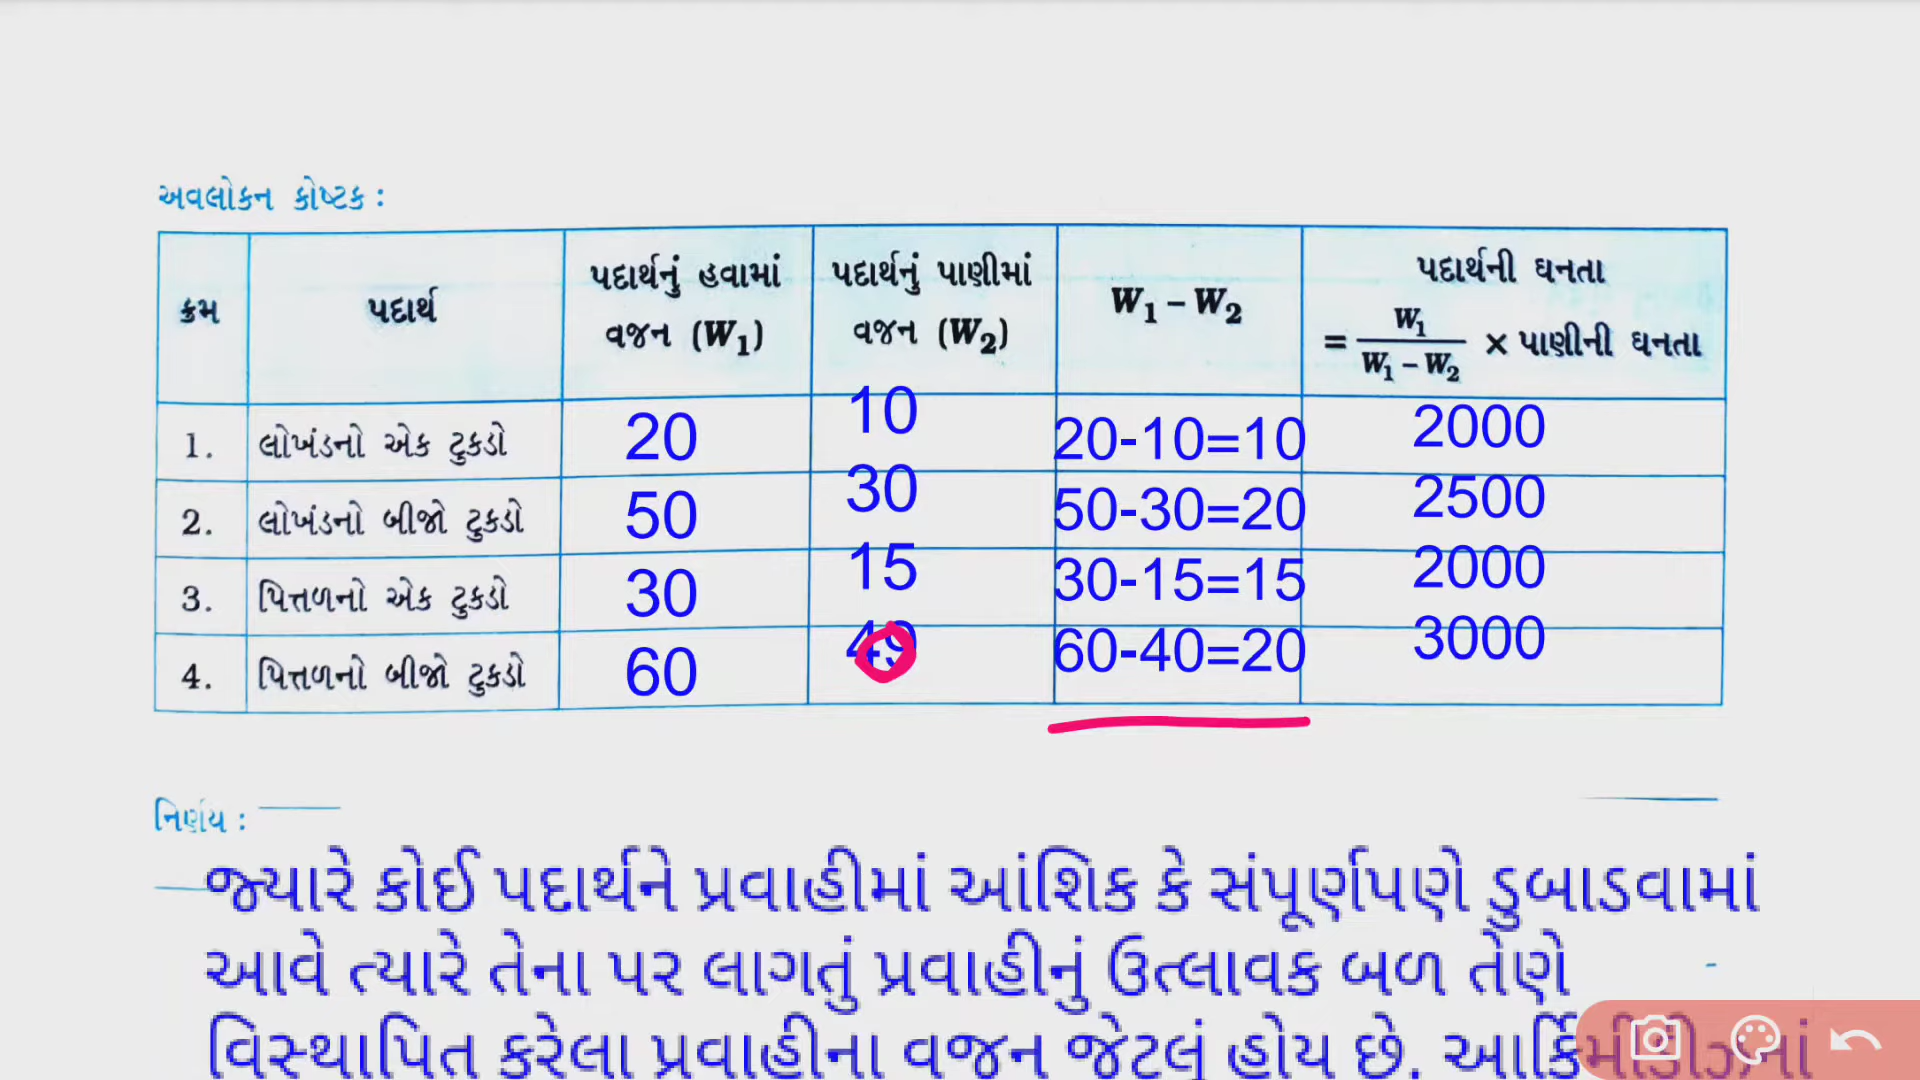 અવલોકન કોષ્ટક :
ક્રમ પદાર્થ પદાર્થનું હવામાં વજન (W₁) પદાર્થનું પાણીમાં વજન (W₂) W₁ – W₂ પદાર્થની ઘનતા = W₁ / W₁ – W₂ × પાણીની ઘનતા
1. લોખંડનો એક ટુકડો 20 10 20-10=10 2000
2. લોખંડનો બીજો ટુકડો 50 30 50-30=20 2500
3. પિત્તળનો એક ટુકડો 30 15 30-15=15 2000
4. પિત્તળનો બીજો ટુકડો 60 49 60-40=20 3000
નિર્ણય :
જ્યારે કોઈ પદાર્થને પ્રવાહીમાં આંશિક કે સંપૂર્ણપણે ડુબાડવામાં
આવે ત્યારે તેના પર લાગતું પ્રવાહીનું ઉત્લાવક બળ તેણે
વિસ્થાપિત કરેલા પ્રવાહીના વજન જેટલું હોય છે. આર્કિમીડીઝનાં